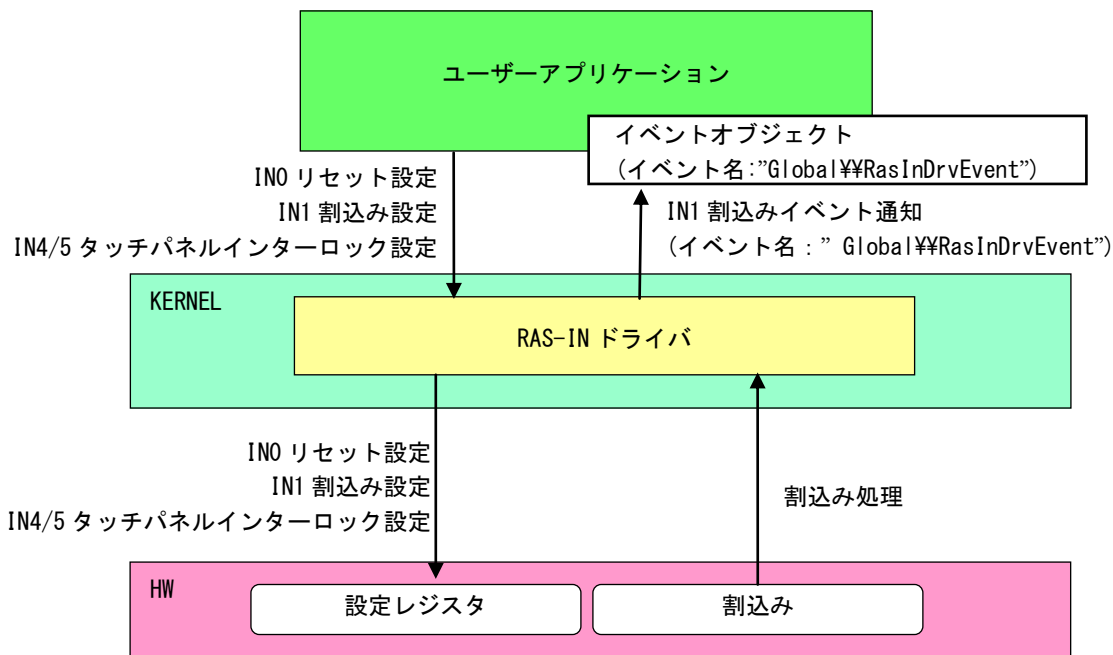 ユーザーアプリケーション
イベントオブジェクト
(イベント名:”Global¥¥RasInDrvEvent”)
IN0 リセット設定
IN1 割込み設定
IN4/5 タッチパネルインターロック設定
IN1 割込みイベント通知
(イベント名：” Global¥¥RasInDrvEvent”)
KERNEL
RAS-IN ドライバ
IN0 リセット設定
IN1 割込み設定
IN4/5 タッチパネルインターロック設定
割込み処理
HW
設定レジスタ
割込み